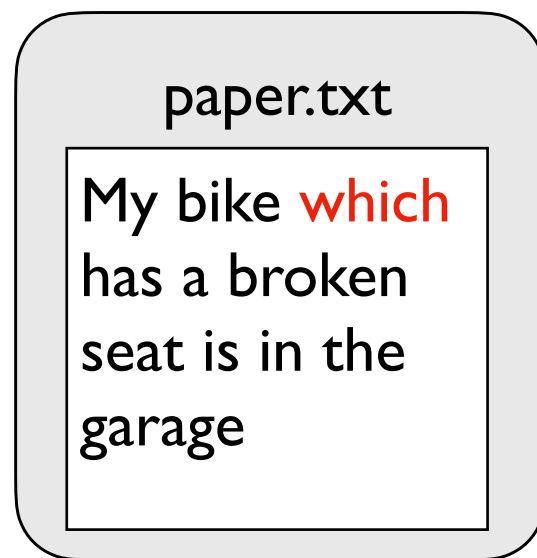 paper.txt
My bike which
has a broken
seat is in the
garage